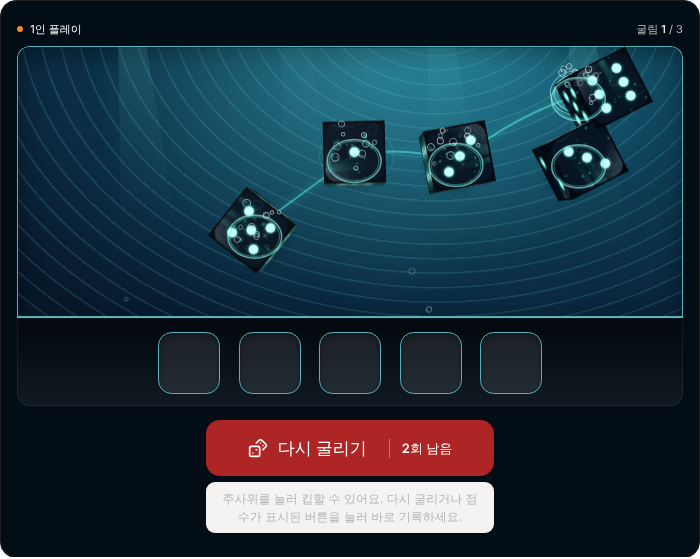 1인 플레이
굴림 1 / 3
다시 굴리기 2회 남음
주사위를 눌러 킵할 수 있어요. 다시 굴리거나 점
수가 표시된 버튼을 눌러 바로 기록하세요.